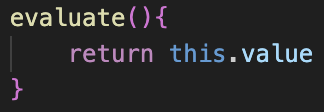 evaluate(){
    return this.value
}